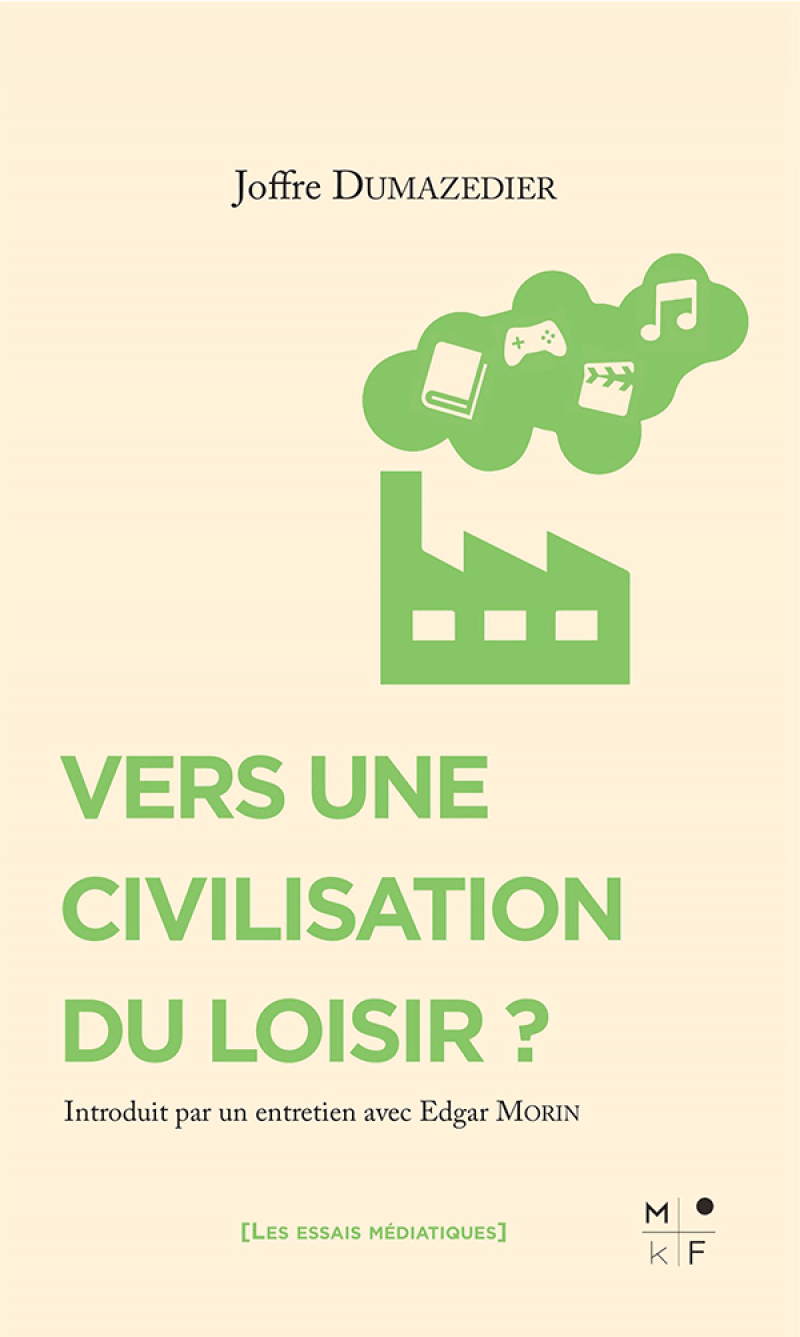 Joffre DUMAZEDIER
VERS UNE
CIVILISATION
DU LOISIR ?
Introduit par un entretien avec Edgar MORIN
[LES ESSAIS MÉDIATIQUES]
M
k F